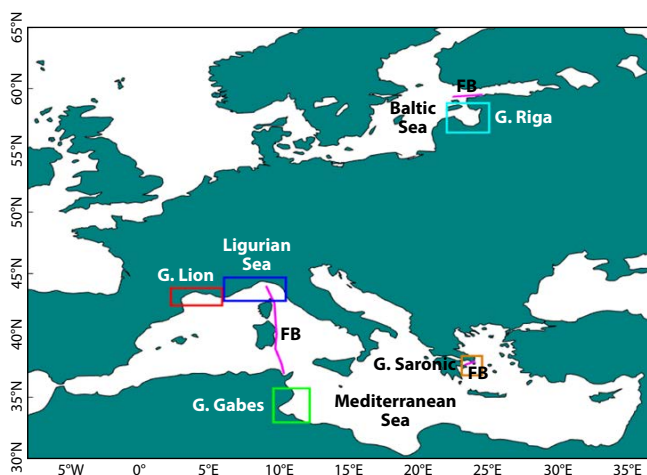 65°N
60°N
55°N
50°N
45°N
40°N
35°N
30°N
FB
Baltic
Sea
G. Riga
Ligurian
Sea
G. Lion
FB
G. Saronic
FB
G. Gabes
Mediterranean
Sea
5°W
0°
5°E
10°E
15°E
20°E
25°E
30°E
35°E